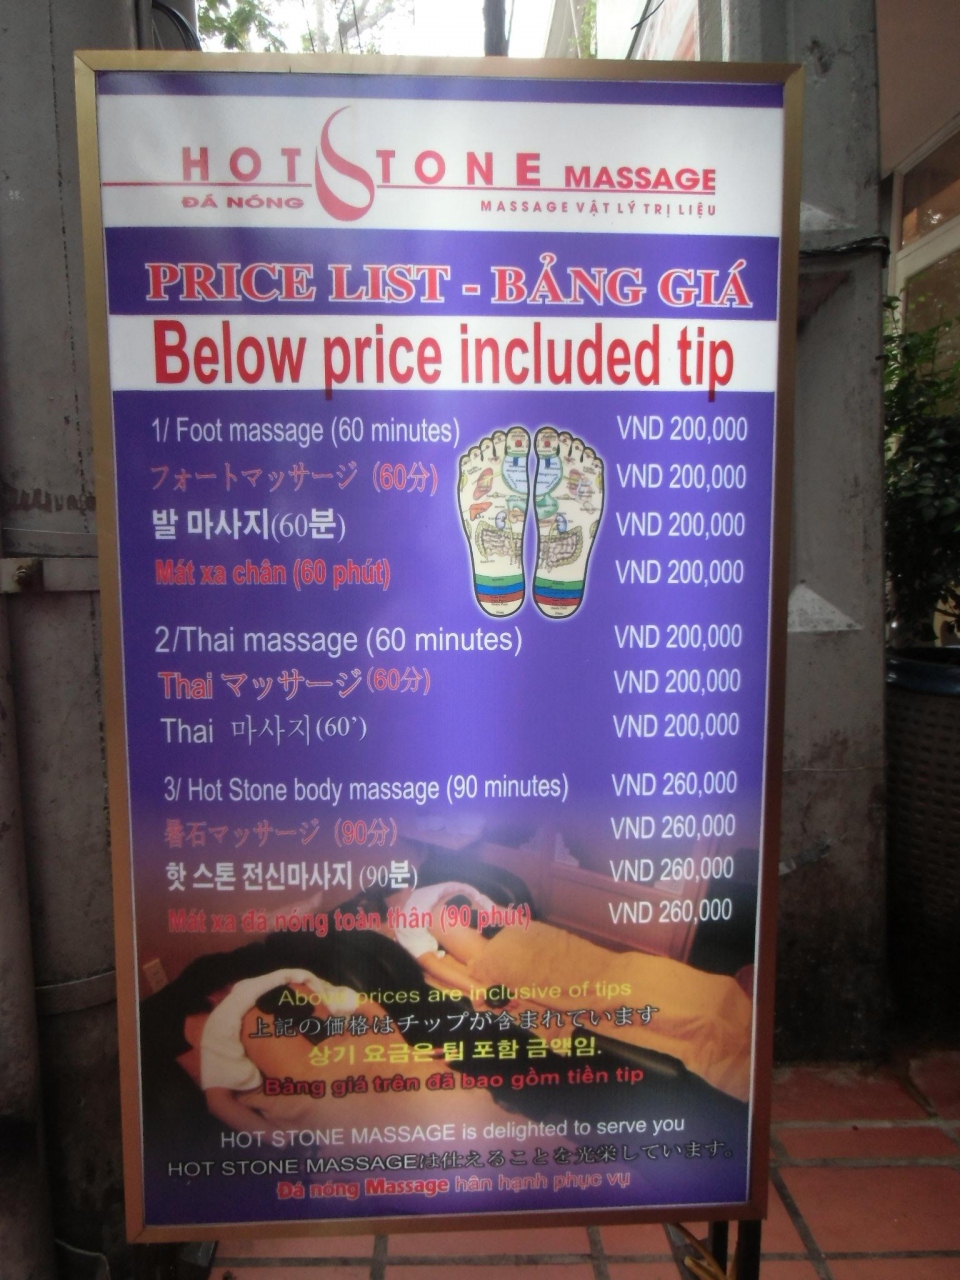 HOT STONE MASSAGE
ĐÁ NÓNG MASSAGE VẬT LÝ TRỊ LIỆU
PRICE LIST - BẢNG GIÁ
Below price included tip
1/ Foot massage (60 minutes) VND 200,000
フォートマッサージ (60分) VND 200,000
발 마사지(60분) VND 200,000
Mát xa chân (60 phút) VND 200,000
2/Thai massage (60 minutes) VND 200,000
Thai マッサージ(60分) VND 200,000
Thai 마사지(60') VND 200,000
3/ Hot Stone body massage (90 minutes) VND 260,000
石マッサージ (90分) VND 260,000
핫 스톤 전신마사지 (90분) VND 260,000
Mát xa đá nóng toàn thân (90 phút) VND 260,000
Above prices are inclusive of tips
上記の価格はチップが含まれています
상기 요금은 팁 포함 금액임.
Bảng giá trên đã bao gồm tiền tip
HOT STONE MASSAGE is delighted to serve you
HOT STONE MASSAGEは仕えることを光栄しています。
Đá nóng Massage hân hạnh phục vụ